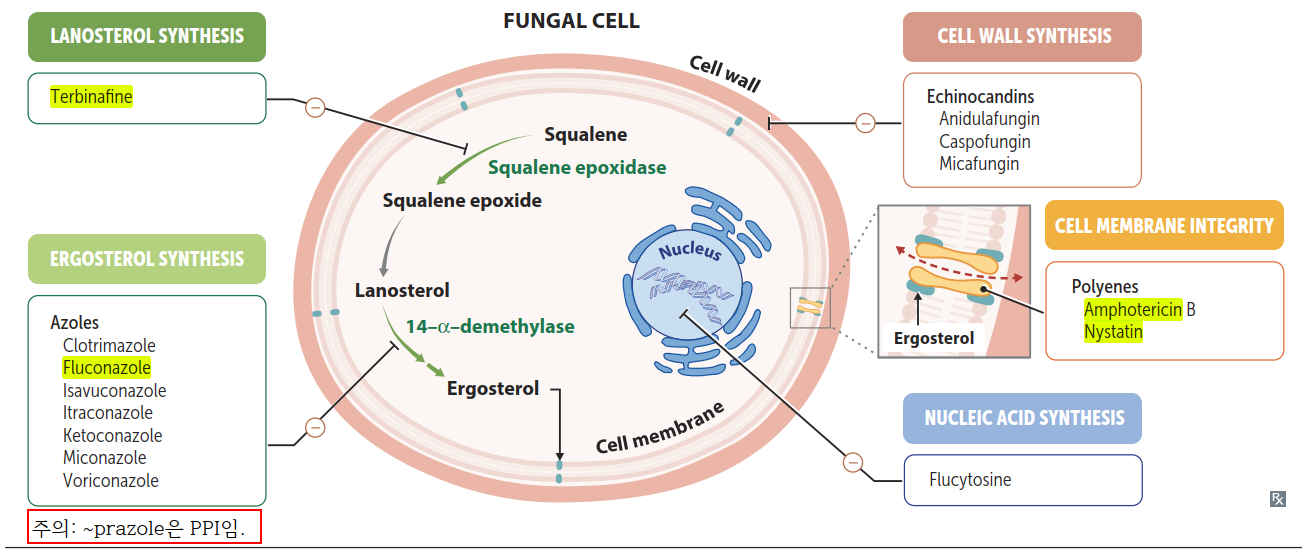 FUNGAL CELL
LANOSTEROL SYNTHESIS
Terbinafine
ERGOSTEROL SYNTHESIS
Azoles
Clotrimazole
Fluconazole
Isavuconazole
Itraconazole
Ketoconazole
Miconazole
Voriconazole
주의: ~prazole은 PPI임.
Cell wall
Squalene
Squalene epoxidase
Squalene epoxide
Lanosterol
14–α–demethylase
Ergosterol
Nucleus
Cell membrane
CELL WALL SYNTHESIS
Echinocandins
Anidulafungin
Caspofungin
Micafungin
Ergosterol
CELL MEMBRANE INTEGRITY
Polyenes
Amphotericin B
Nystatin
NUCLEIC ACID SYNTHESIS
Flucytosine
RX